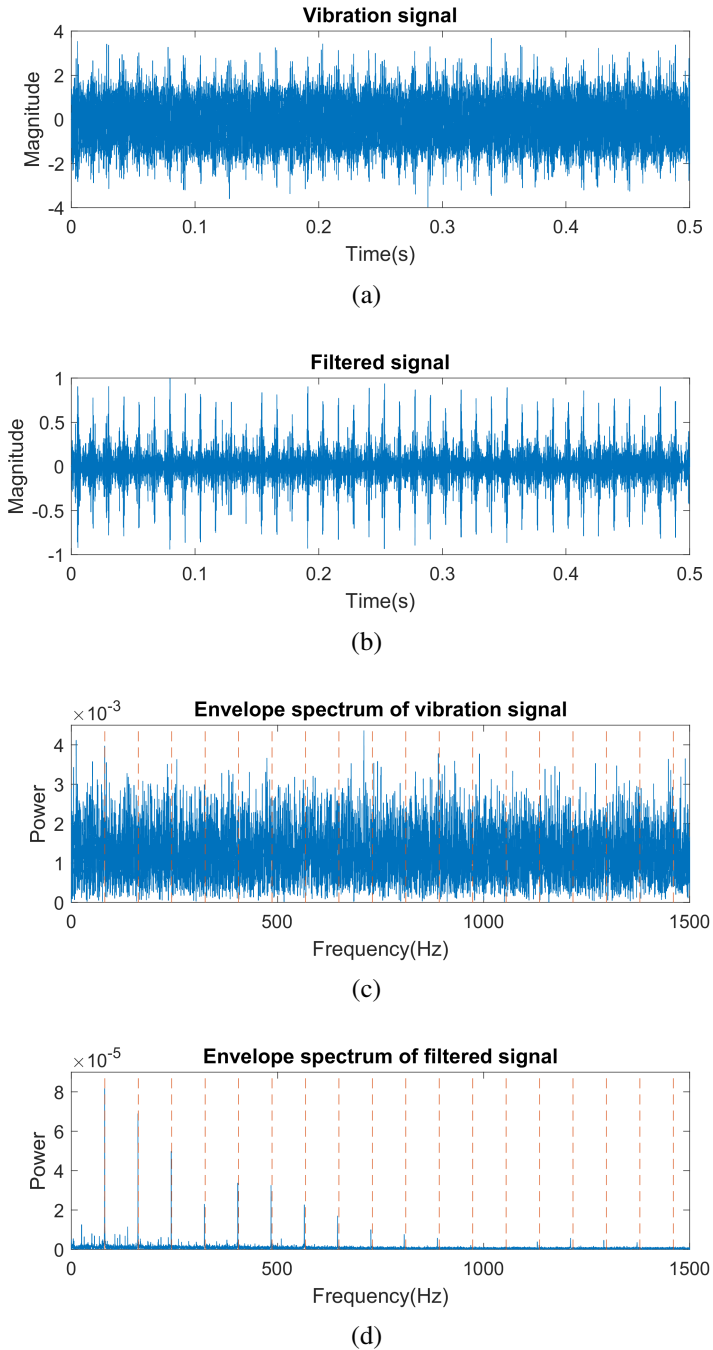 Vibration signal
4
2
0
-2
-4
Magnitude
0 0.1 0.2 0.3 0.4 0.5
Time(s)
(a)
Filtered signal
1
0.5
0
-0.5
-1
Magnitude
0 0.1 0.2 0.3 0.4 0.5
Time(s)
(b)
×10-3
Envelope spectrum of vibration signal
4
3
2
1
0
Power
0 500 1000 1500
Frequency(Hz)
(c)
×10-5
Envelope spectrum of filtered signal
8
6
4
2
0
Power
0 500 1000 1500
Frequency(Hz)
(d)